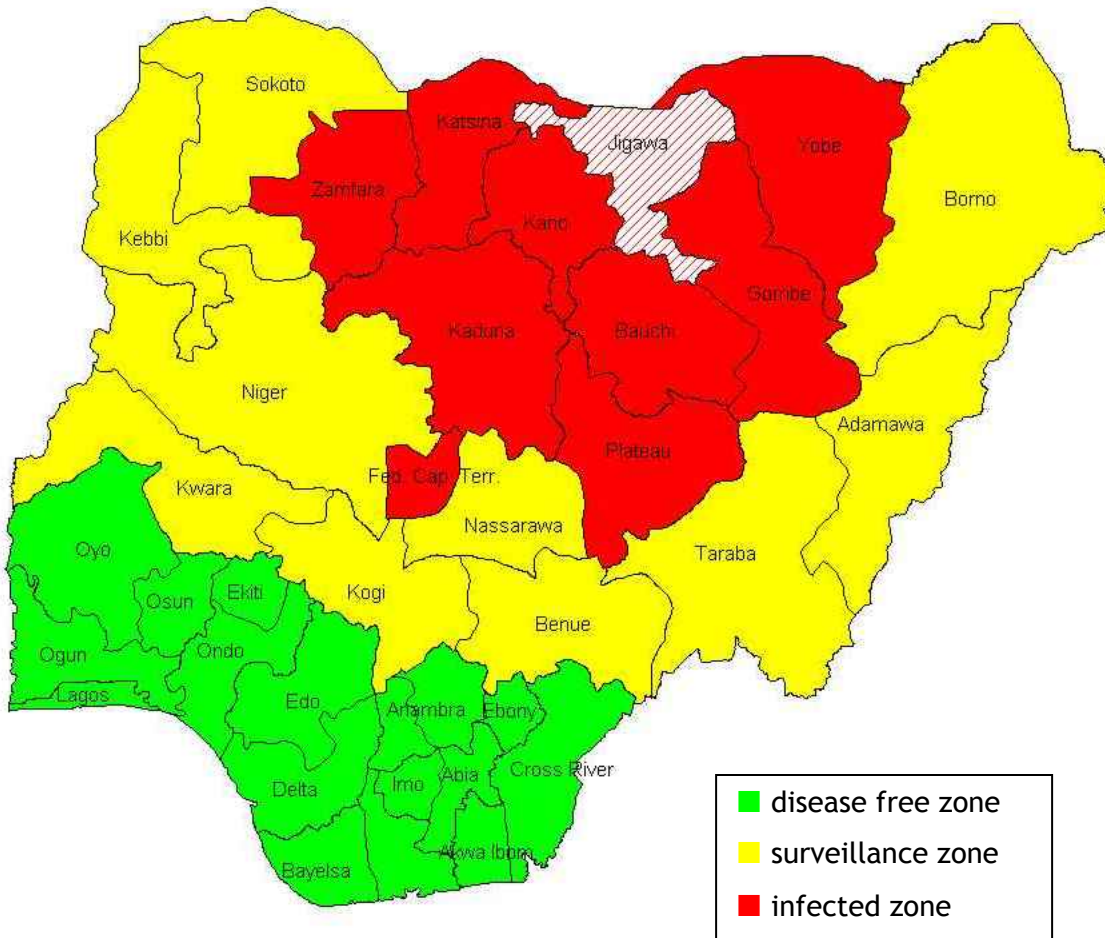 Sokoto
Katsina
Jigawa
Yobe
Zamfara
Borno
Kano
Kebbi
Gombe
Kaduna
Bauchi
Niger
Adamawa
Plateau
Fed. Cap. Terr.
Kwara
Nassarawa
Oyo
Taraba
Ekiti
Kogi
Osun
Benue
Ondo
Ogun
Lagos
Edo
Anambra
Ebony
Cross River
Abia
Imo
Delta
Akwa Ibom
Bayelsa
disease free zone
surveillance zone
infected zone